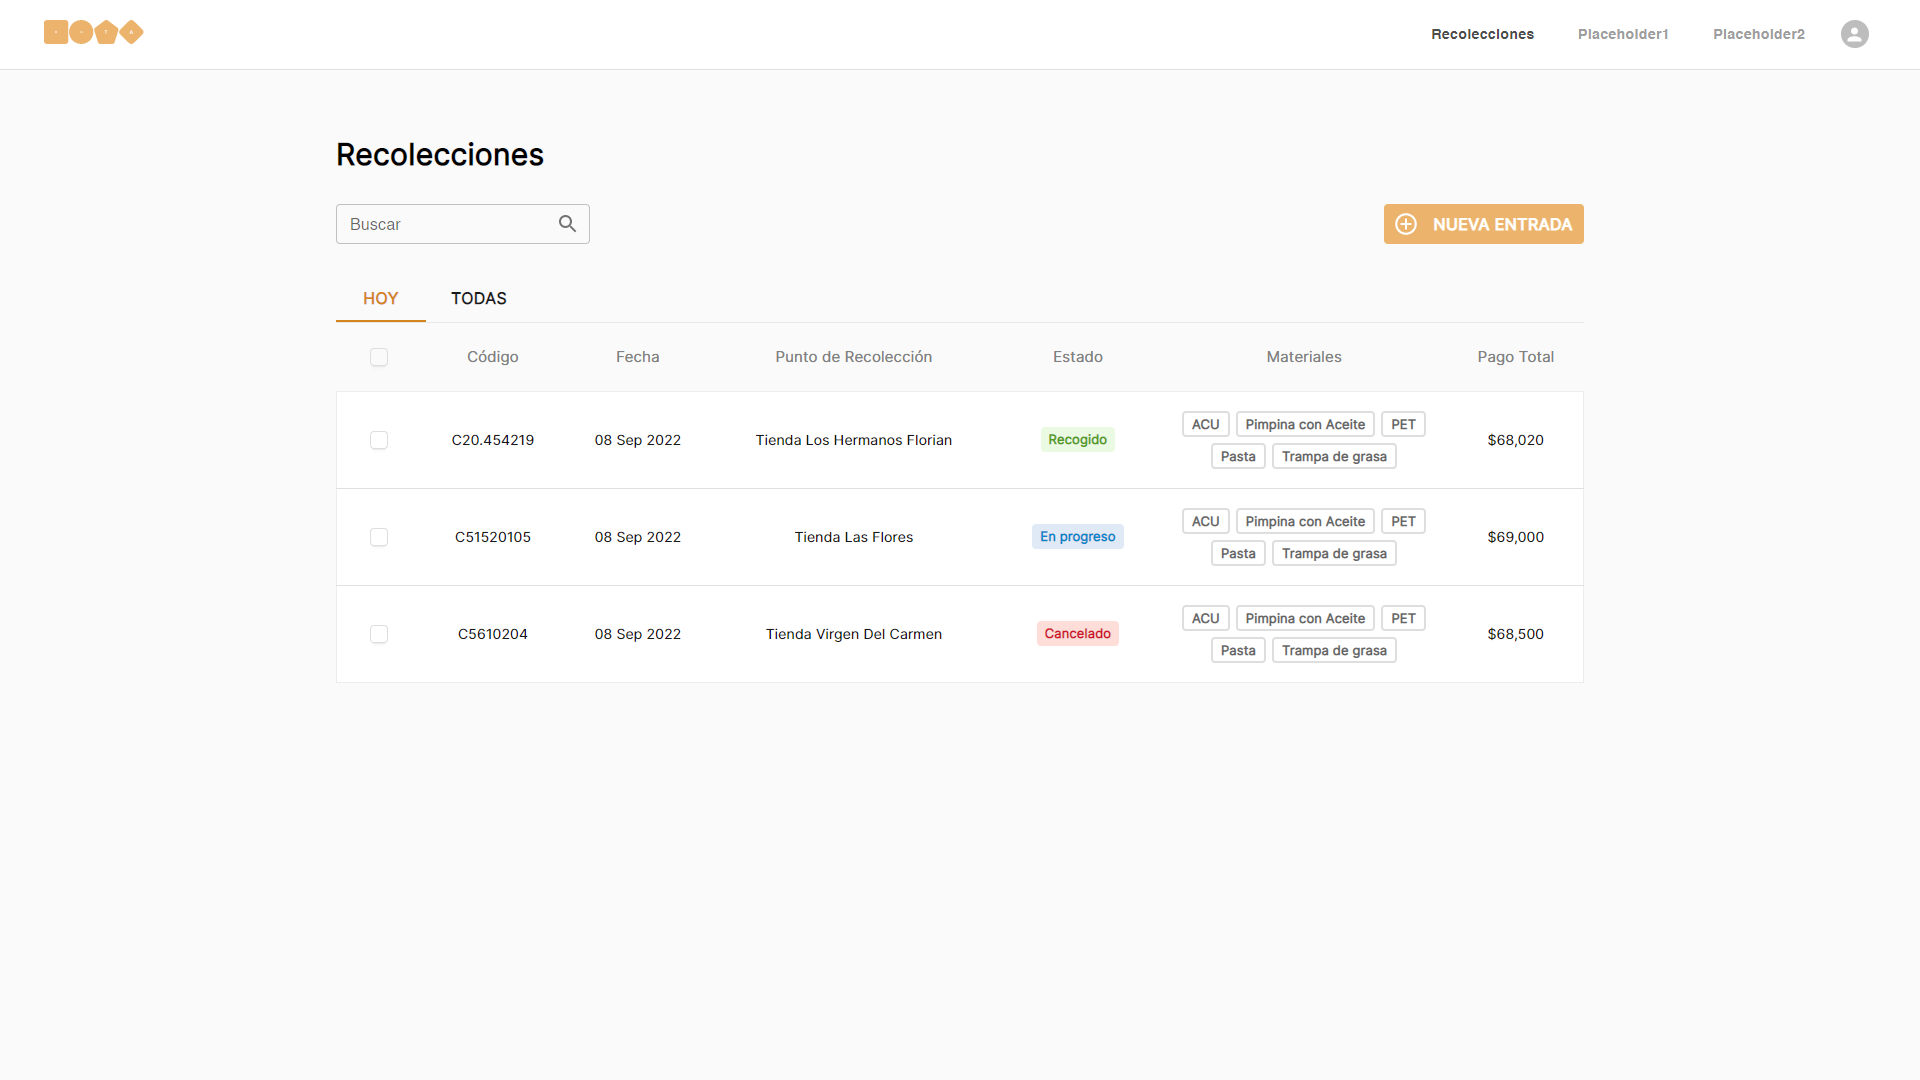 Recolecciones Placeholder1 Placeholder2
Recolecciones
Buscar
NUEVA ENTRADA
HOY TODAS
Código Fecha Punto de Recolección Estado Materiales Pago Total
C20.454219 08 Sep 2022 Tienda Los Hermanos Florian Recogido ACU Pimpina con Aceite PET $68,020
Pasta Trampa de grasa
C51520105 08 Sep 2022 Tienda Las Flores En progreso ACU Pimpina con Aceite PET $69,000
Pasta Trampa de grasa
C5610204 08 Sep 2022 Tienda Virgen Del Carmen Cancelado ACU Pimpina con Aceite PET $68,500
Pasta Trampa de grasa